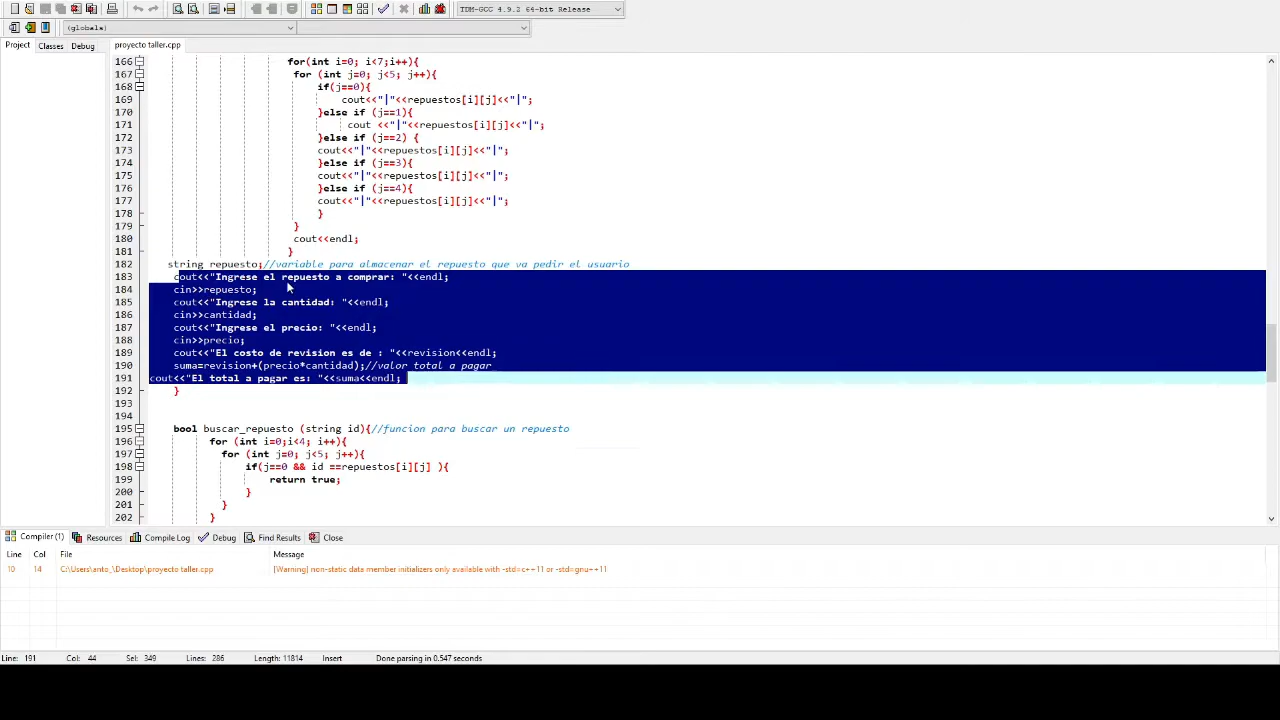 TDM-GCC 4.9.2 64-bit Release
(globals)
Project Classes Debug proyecto taller.cpp
166 for(int i=0; i<7;i++){
167 for (int j=0; j<5; j++){
168 if(j==0){
169 cout<<"|"<<repuestos[i][j]<<"|";
170 }else if (j==1){
171 cout <<"|"<<repuestos[i][j]<<"|";
172 }else if (j==2) {
173 cout<<"|"<<repuestos[i][j]<<"|";
174 }else if (j==3){
175 cout<<"|"<<repuestos[i][j]<<"|";
176 }else if (j==4){
177 cout<<"|"<<repuestos[i][j]<<"|";
178 }
179 }
180 cout<<endl;
181 }
182 string repuesto;//variable para almacenar el repuesto que va pedir el usuario
183 cout<<"Ingrese el repuesto a comprar: "<<endl;
184 cin>>repuesto;
185 cout<<"Ingrese la cantidad: "<<endl;
186 cin>>cantidad;
187 cout<<"Ingrese el precio: "<<endl;
188 cin>>precio;
189 cout<<"El costo de revision es de : "<<revision<<endl;
190 suma=revision+(precio*cantidad);//valor total a pagar
191 cout<<"El total a pagar es: "<<suma<<endl;
192 }
193
194
195 bool buscar_repuesto (string id){//funcion para buscar un repuesto
196 for (int i=0;i<4; i++){
197 for (int j=0; j<5; j++){
198 if(j==0 && id ==repuestos[i][j] ){
199 return true;
200 }
201 }
202 }
Compiler (1) Resources Compile Log Debug Find Results Close
Line Col File Message
10 14 C:\Users\anto_\Desktop\proyecto taller.cpp [Warning] non-static data member initializers only available with -std=c++11 or -std=gnu++11
Line: 191 Col: 44 Sel: 349 Lines: 286 Length: 11814 Insert Done parsing in 0.547 seconds